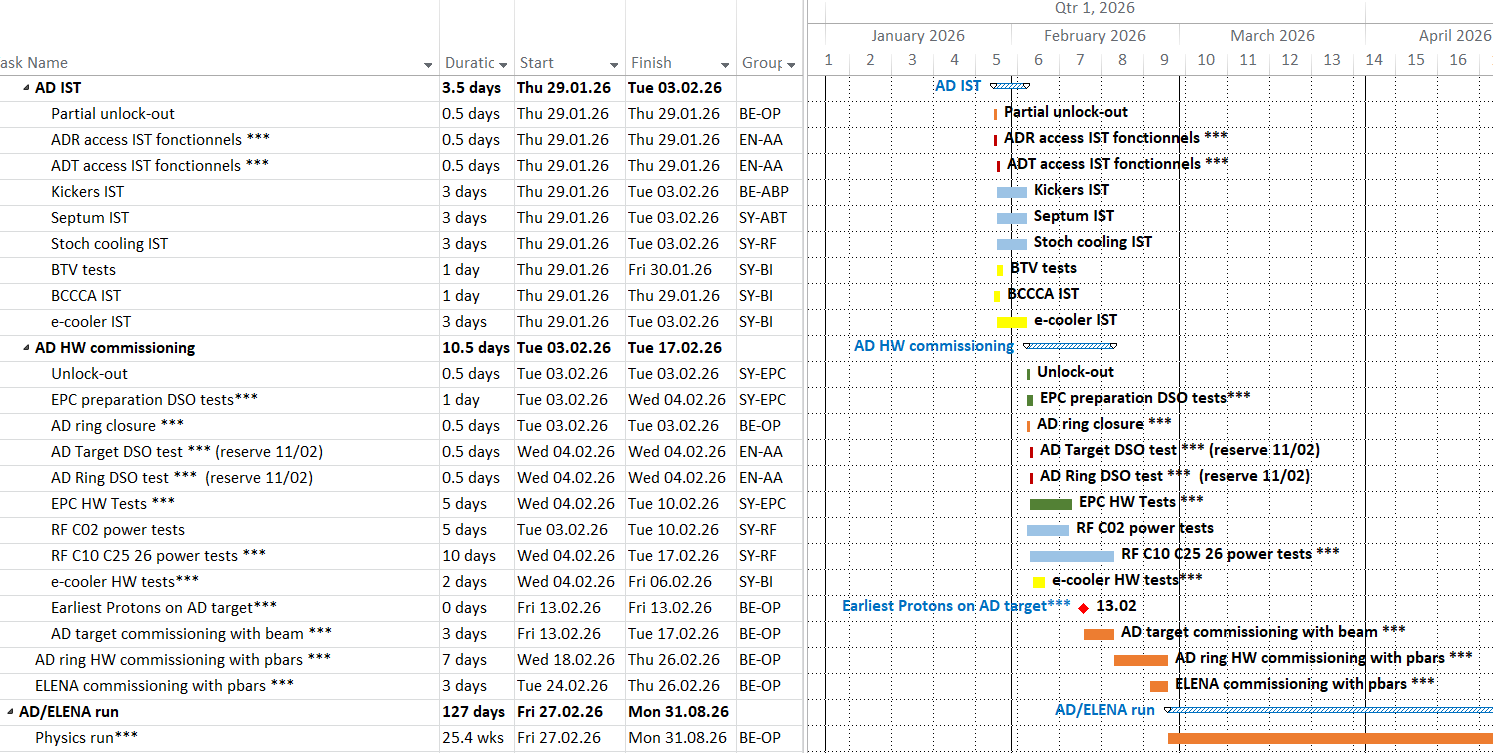 Qtr 1, 2026
January 2026 February 2026 March 2026 April 2026
ask Name Duratic Start Finish Group 1 2 3 4 5 6 7 8 9 10 11 12 13 14 15 16
AD IST 3.5 days Thu 29.01.26 Tue 03.02.26 AD IST
Partial unlock-out 0.5 days Thu 29.01.26 Thu 29.01.26 BE-OP Partial unlock-out
ADR access IST fonctionnels *** 0.5 days Thu 29.01.26 Thu 29.01.26 EN-AA ADR access IST fonctionnels ***
ADT access IST fonctionnels *** 0.5 days Thu 29.01.26 Thu 29.01.26 EN-AA ADT access IST fonctionnels ***
Kickers IST 3 days Thu 29.01.26 Tue 03.02.26 BE-ABP Kickers IST
Septum IST 3 days Thu 29.01.26 Tue 03.02.26 SY-ABT Septum IST
Stoch cooling IST 3 days Thu 29.01.26 Tue 03.02.26 SY-RF Stoch cooling IST
BTV tests 1 day Thu 29.01.26 Fri 30.01.26 SY-BI BTV tests
BCCCA IST 1 day Thu 29.01.26 Thu 29.01.26 SY-BI BCCCA IST
e-cooler IST 3 days Thu 29.01.26 Tue 03.02.26 SY-BI e-cooler IST
AD HW commissioning 10.5 days Tue 03.02.26 Tue 17.02.26 AD HW commissioning
Unlock-out 0.5 days Tue 03.02.26 Tue 03.02.26 SY-EPC Unlock-out
EPC preparation DSO tests*** 1 day Tue 03.02.26 Wed 04.02.26 SY-EPC EPC preparation DSO tests***
AD ring closure *** 0.5 days Tue 03.02.26 Tue 03.02.26 BE-OP AD ring closure ***
AD Target DSO test *** (reserve 11/02) 0.5 days Wed 04.02.26 Wed 04.02.26 EN-AA AD Target DSO test *** (reserve 11/02)
AD Ring DSO test *** (reserve 11/02) 0.5 days Wed 04.02.26 Wed 04.02.26 EN-AA AD Ring DSO test *** (reserve 11/02)
EPC HW Tests *** 5 days Wed 04.02.26 Tue 10.02.26 SY-EPC EPC HW Tests ***
RF C02 power tests 5 days Tue 03.02.26 Tue 10.02.26 SY-RF RF C02 power tests
RF C10 C25 26 power tests *** 10 days Wed 04.02.26 Tue 17.02.26 SY-RF RF C10 C25 26 power tests ***
e-cooler HW tests*** 2 days Wed 04.02.26 Fri 06.02.26 SY-BI e-cooler HW tests***
Earliest Protons on AD target*** 0 days Fri 13.02.26 Fri 13.02.26 BE-OP Earliest Protons on AD target*** 13.02
AD target commissioning with beam *** 3 days Fri 13.02.26 Tue 17.02.26 BE-OP AD target commissioning with beam ***
AD ring HW commissioning with pbars *** 7 days Wed 18.02.26 Thu 26.02.26 BE-OP AD ring HW commissioning with pbars ***
ELENA commissioning with pbars *** 3 days Tue 24.02.26 Thu 26.02.26 BE-OP ELENA commissioning with pbars ***
AD/ELENA run 127 days Fri 27.02.26 Mon 31.08.26 AD/ELENA run
Physics run*** 25.4 wks Fri 27.02.26 Mon 31.08.26 BE-OP